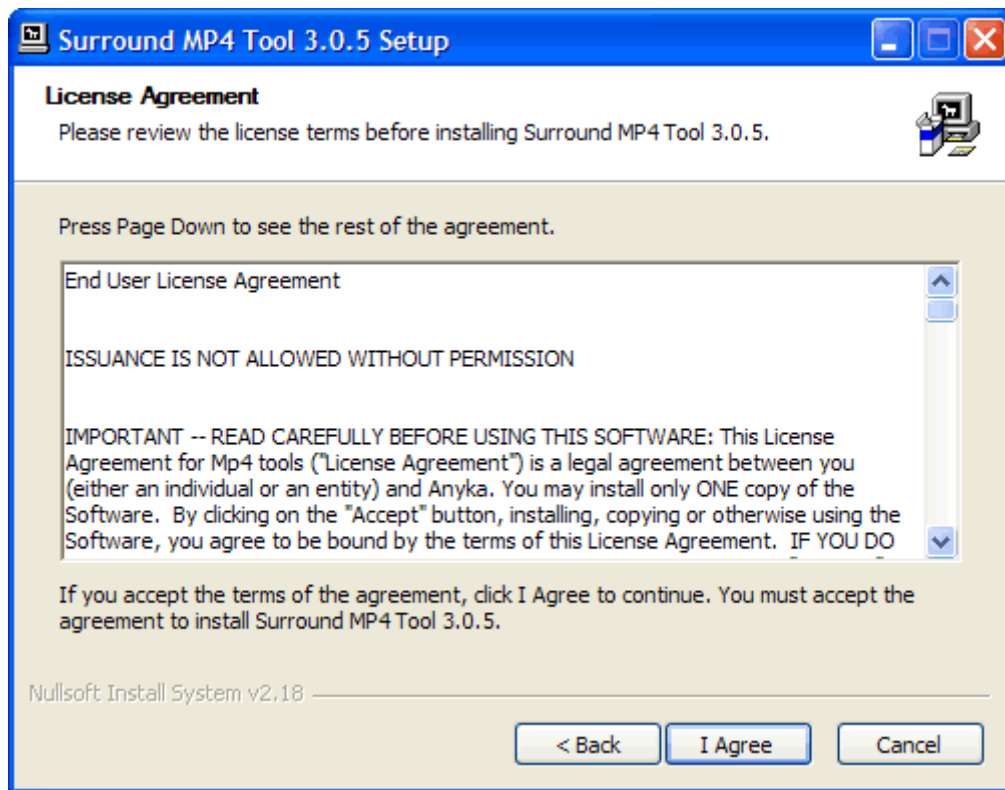 Surround MP4 Tool 3.0.5 Setup
License Agreement
Please review the license terms before installing Surround MP4 Tool 3.0.5.
Press Page Down to see the rest of the agreement.
End User License Agreement
ISSUANCE IS NOT ALLOWED WITHOUT PERMISSION
IMPORTANT -- READ CAREFULLY BEFORE USING THIS SOFTWARE: This License
Agreement for Mp4 tools ("License Agreement") is a legal agreement between you
(either an individual or an entity) and Anyka. You may install only ONE copy of the
Software.  By clicking on the "Accept" button, installing, copying or otherwise using the
Software, you agree to be bound by the terms of this License Agreement.  IF YOU DO
If you accept the terms of the agreement, click I Agree to continue. You must accept the
agreement to install Surround MP4 Tool 3.0.5.
Nullsoft Install System v2.18
< Back I Agree Cancel